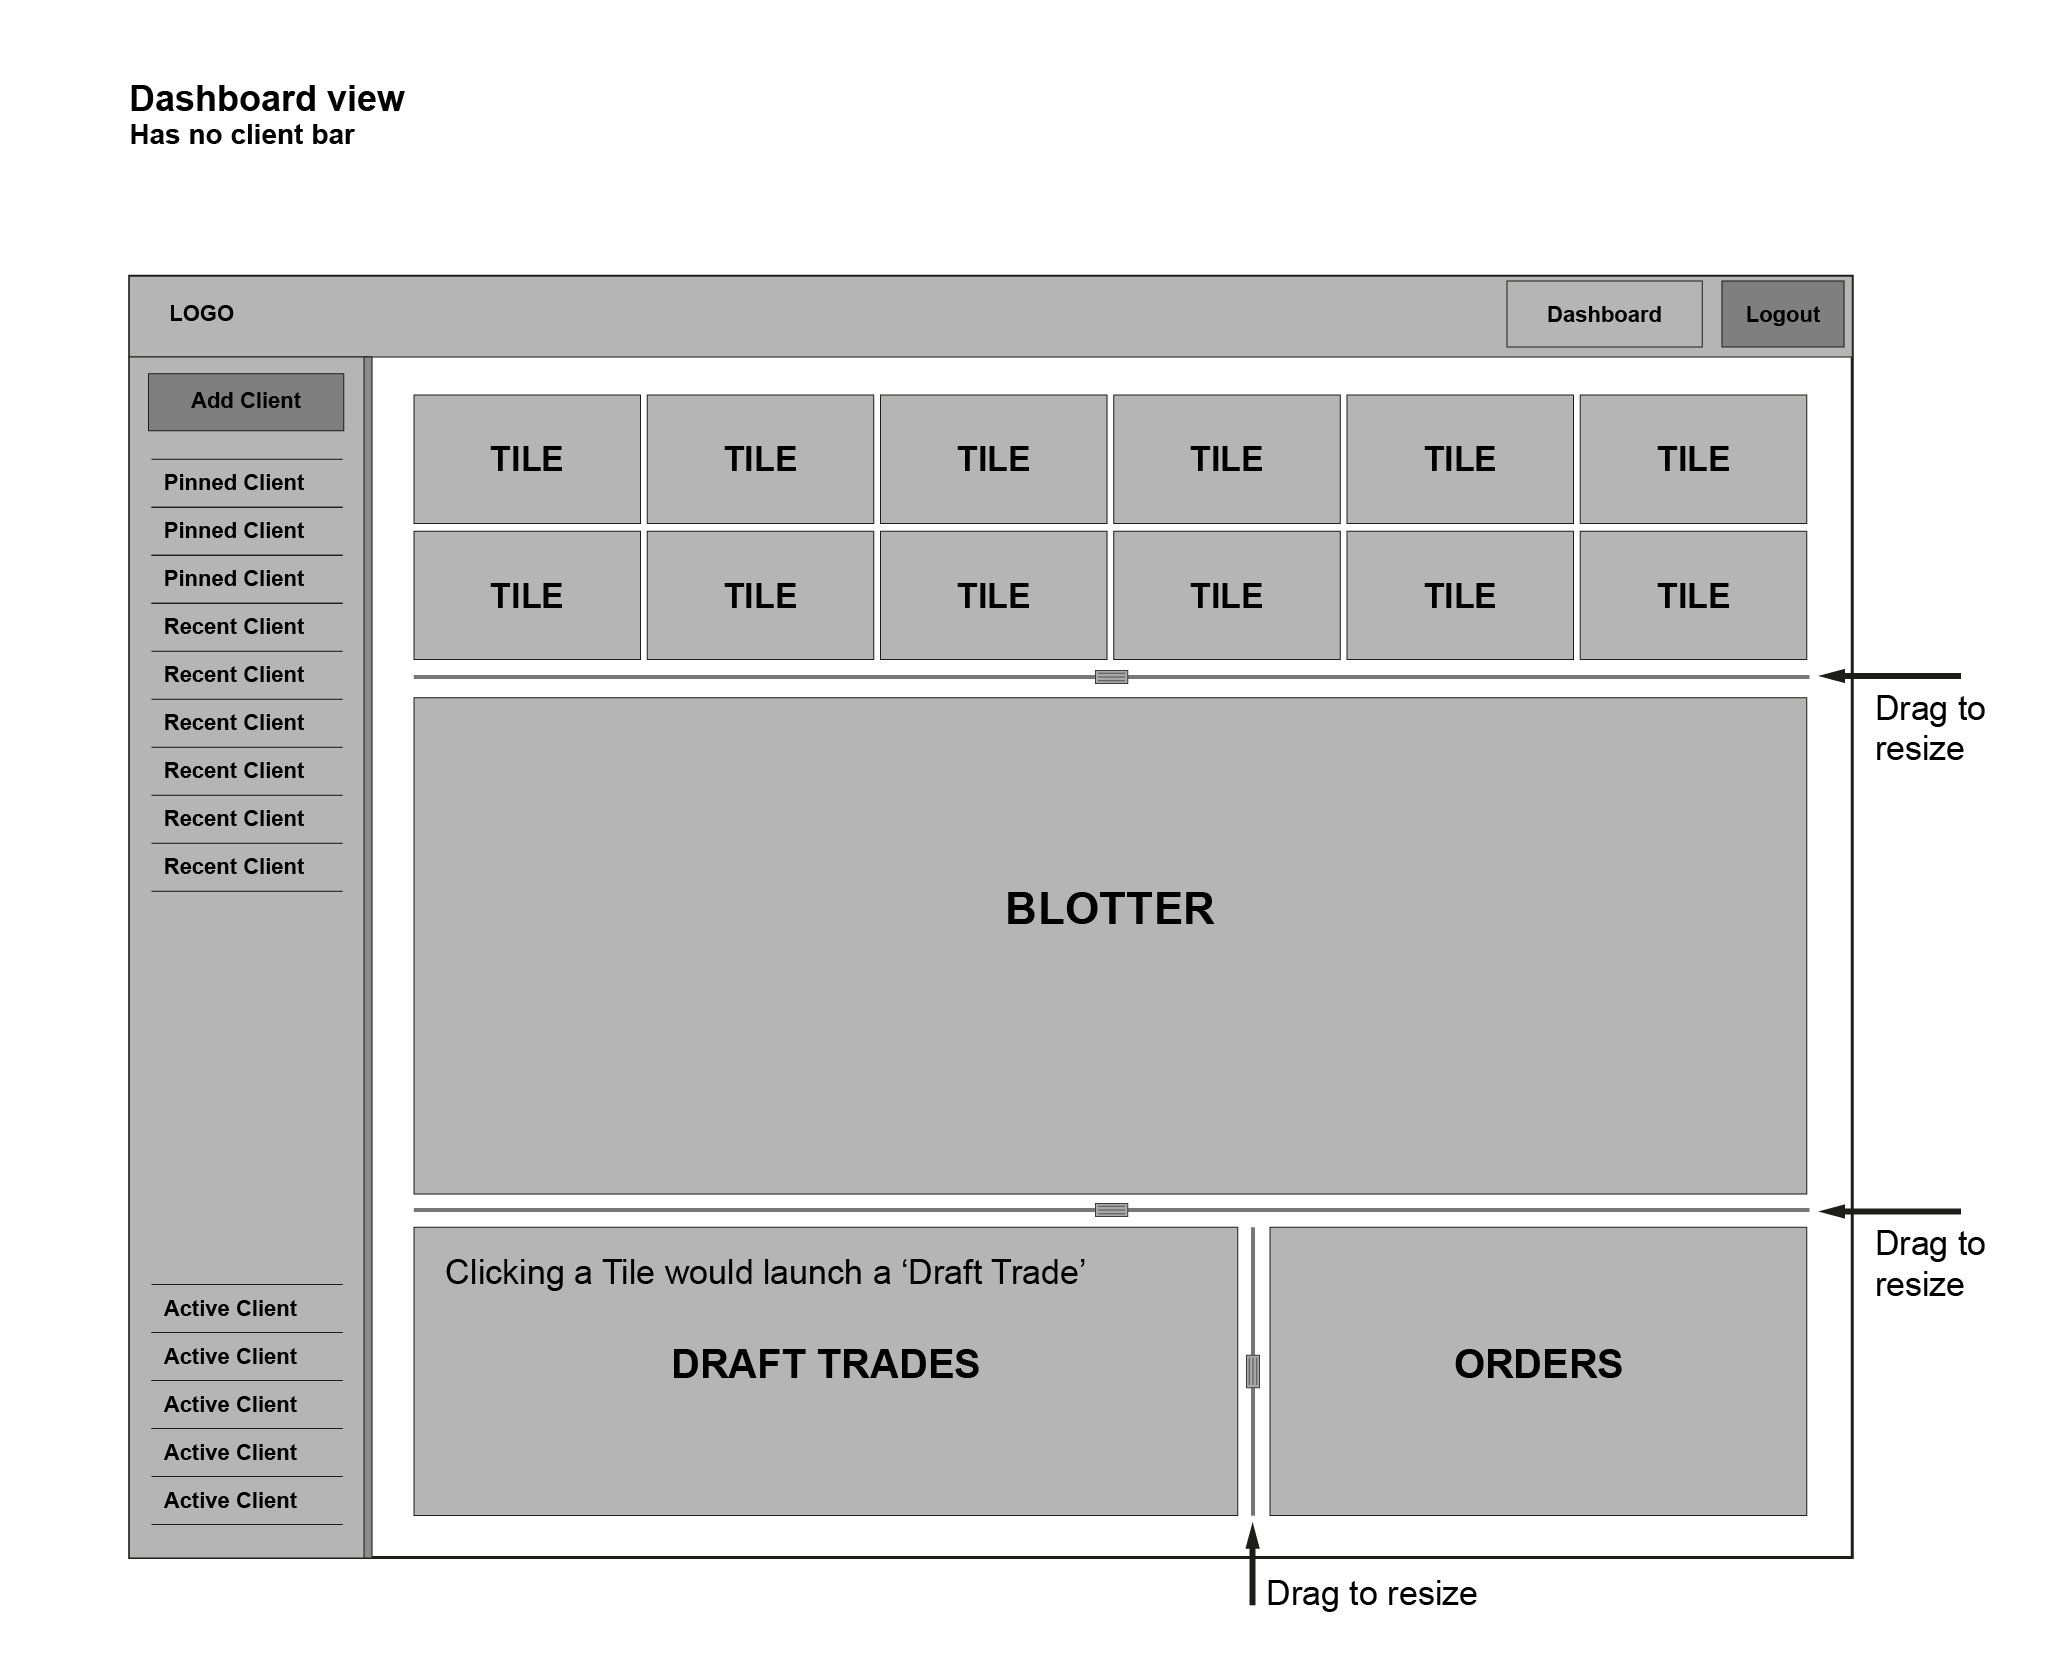 Dashboard view
Has no client bar
LOGO
Dashboard
Logout
Add Client
Pinned Client
Pinned Client
Pinned Client
Recent Client
Recent Client
Recent Client
Recent Client
Recent Client
Recent Client
Active Client
Active Client
Active Client
Active Client
Active Client
TILE TILE TILE TILE TILE TILE
TILE TILE TILE TILE TILE TILE
Drag to
resize
BLOTTER
Drag to
resize
Clicking a Tile would launch a ‘Draft Trade’
DRAFT TRADES
ORDERS
Drag to resize